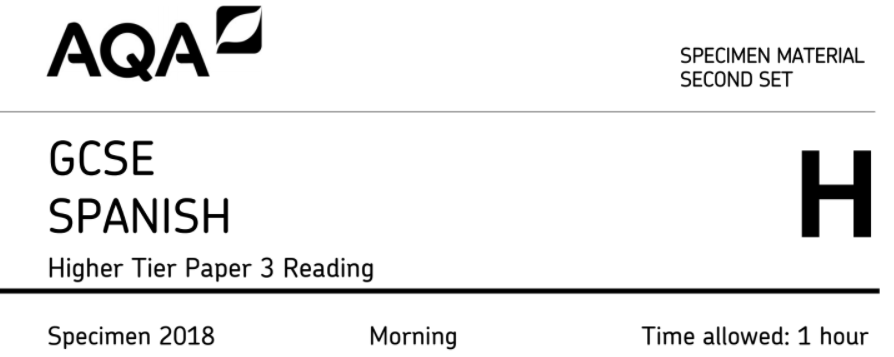 AQA
SPECIMEN MATERIAL
SECOND SET
GCSE
SPANISH
H
Higher Tier Paper 3 Reading
Specimen 2018 Morning Time allowed: 1 hour